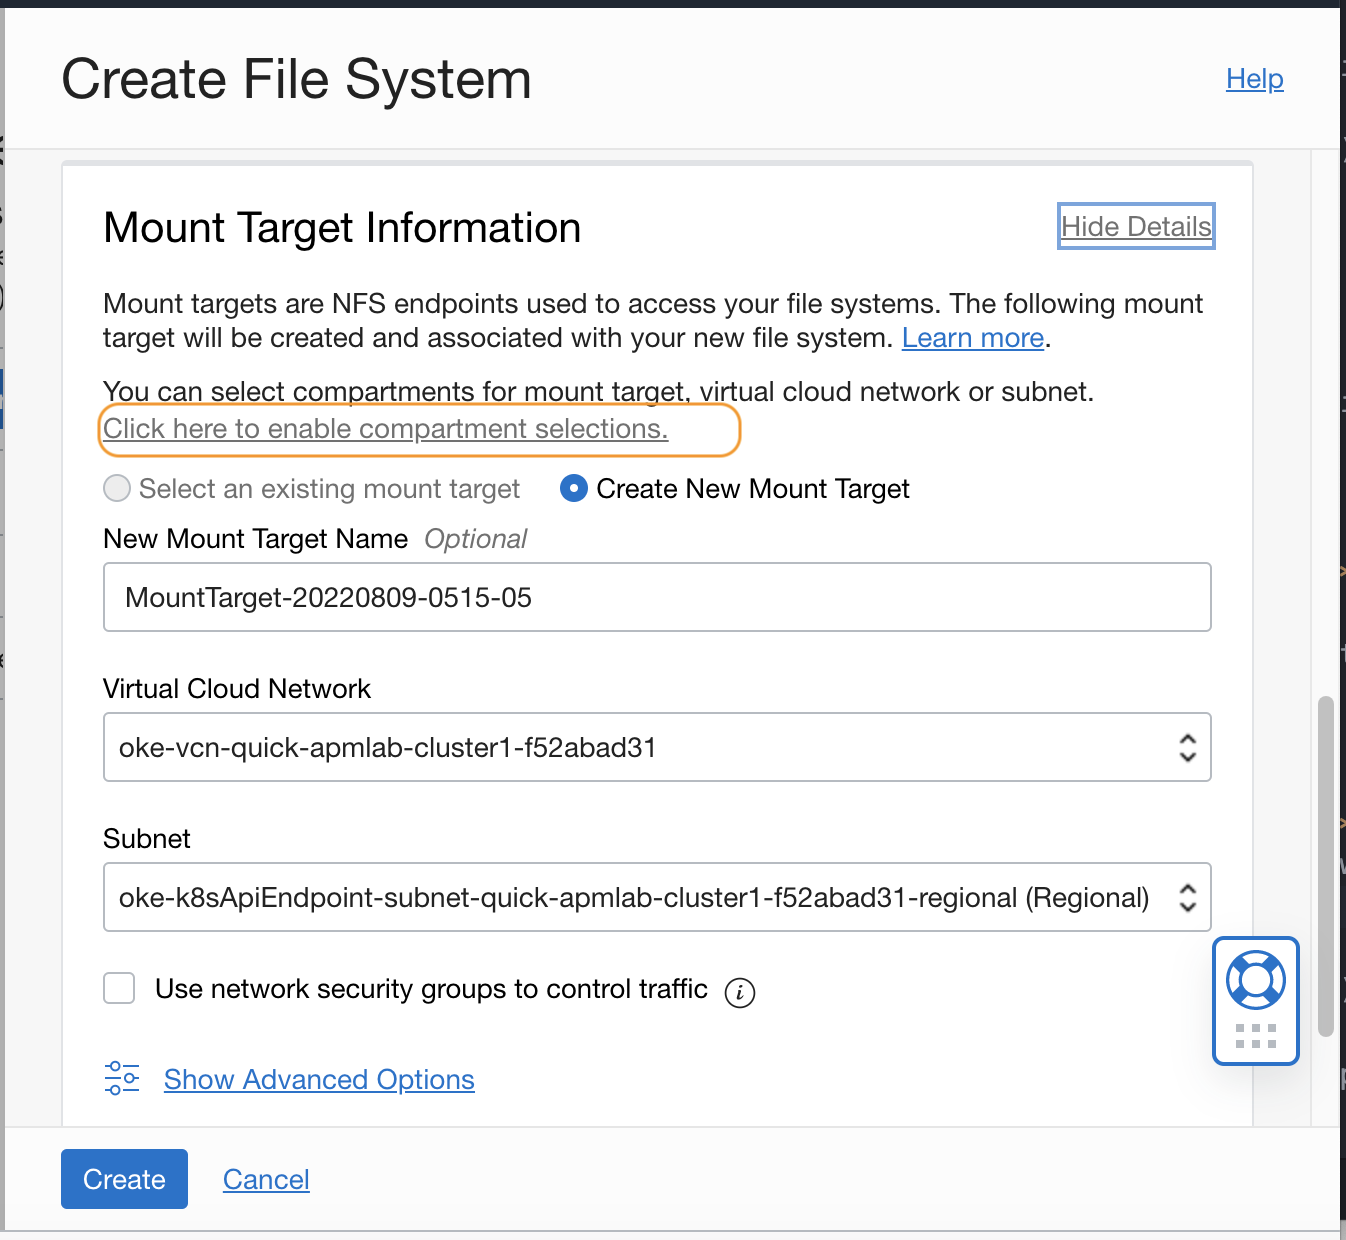 Create File System
Help
Mount Target Information
Hide Details
Mount targets are NFS endpoints used to access your file systems. The following mount
target will be created and associated with your new file system. Learn more.
You can select compartments for mount target, virtual cloud network or subnet.
Click here to enable compartment selections.
Select an existing mount target
Create New Mount Target
New Mount Target Name Optional
MountTarget-20220809-0515-05
Virtual Cloud Network
oke-vcn-quick-apmlab-cluster1-f52abad31
Subnet
oke-k8sApiEndpoint-subnet-quick-apmlab-cluster1-f52abad31-regional (Regional)
Use network security groups to control traffic
Show Advanced Options
Create
Cancel